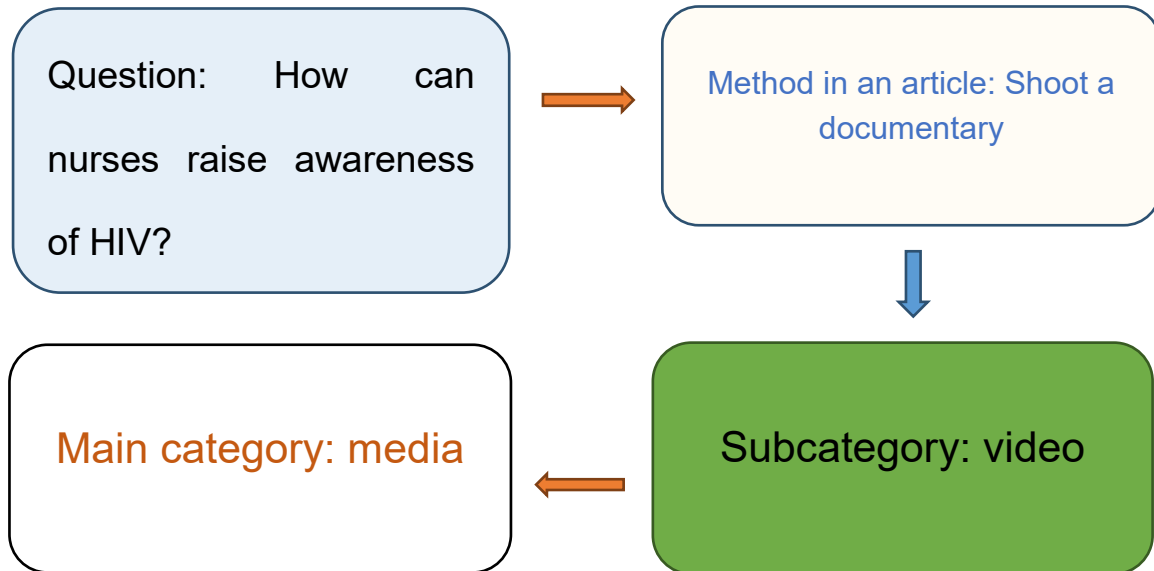 Question: How can
nurses raise awareness
of HIV?
Method in an article: Shoot a
documentary
Subcategory: video
Main category: media